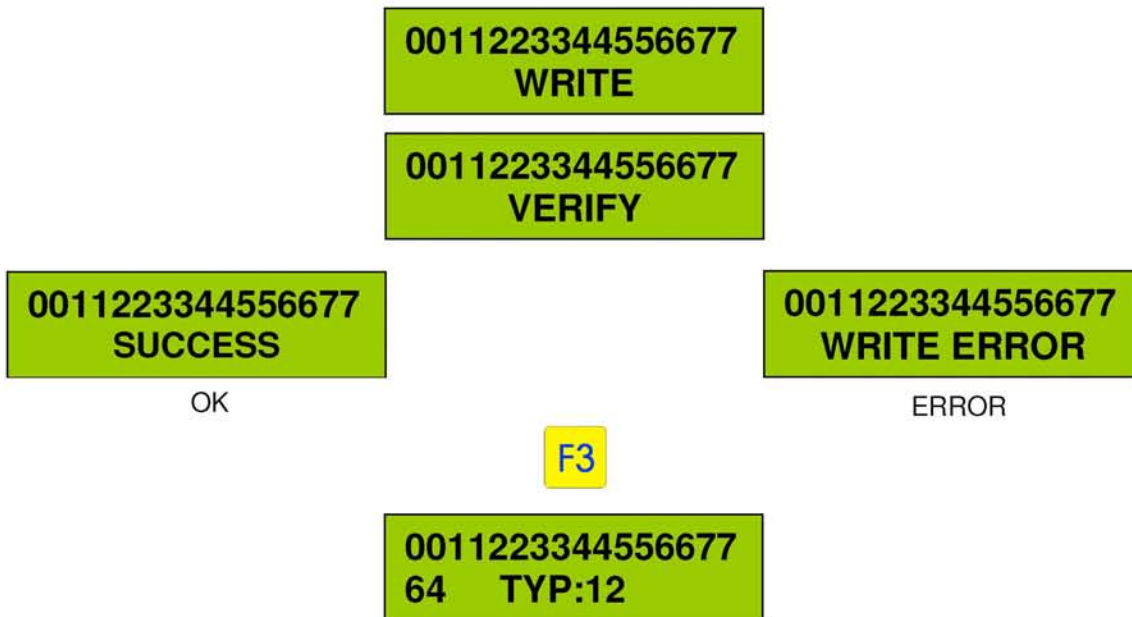 0011223344556677
WRITE
0011223344556677
VERIFY
0011223344556677
SUCCESS
OK
0011223344556677
WRITE ERROR
ERROR
F3
0011223344556677
64 TYP:12